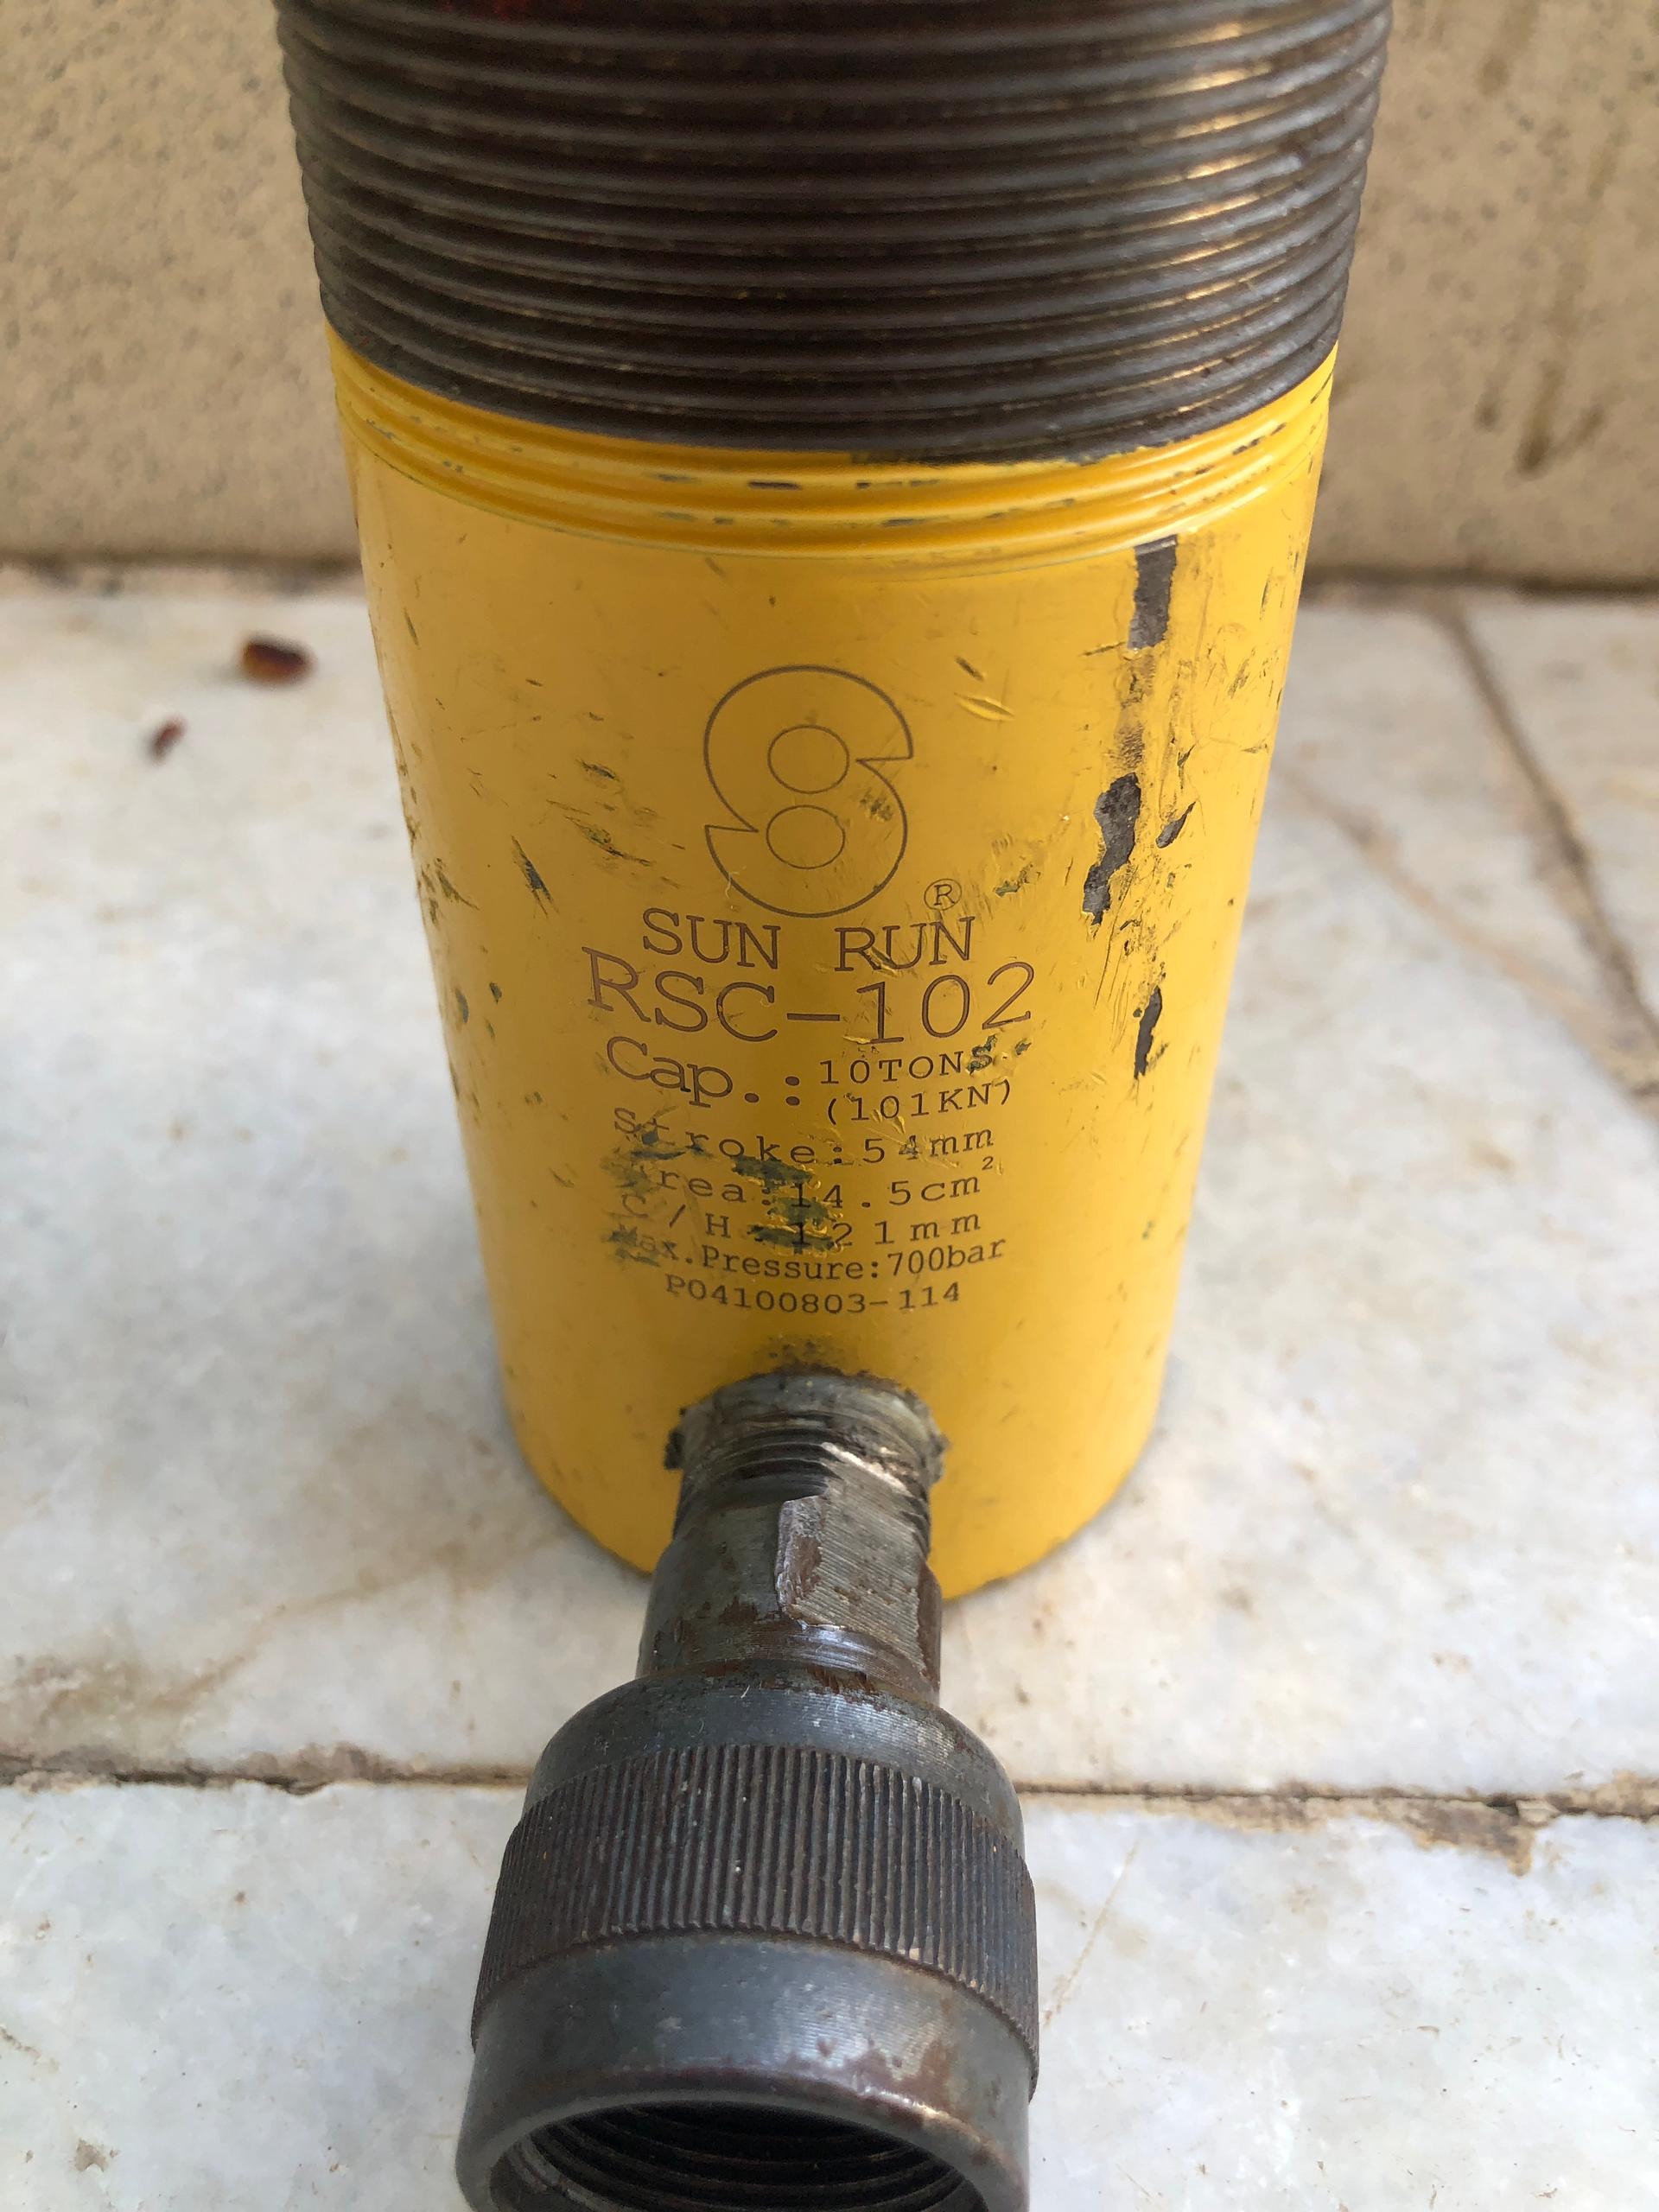 ®
SUN RUN
RSC-102
Cap.:10TONS
(101KN)
Stroke:54mm
Area:14.5cm²
C/H:121mm
Max.Pressure:700bar
P04100803-114